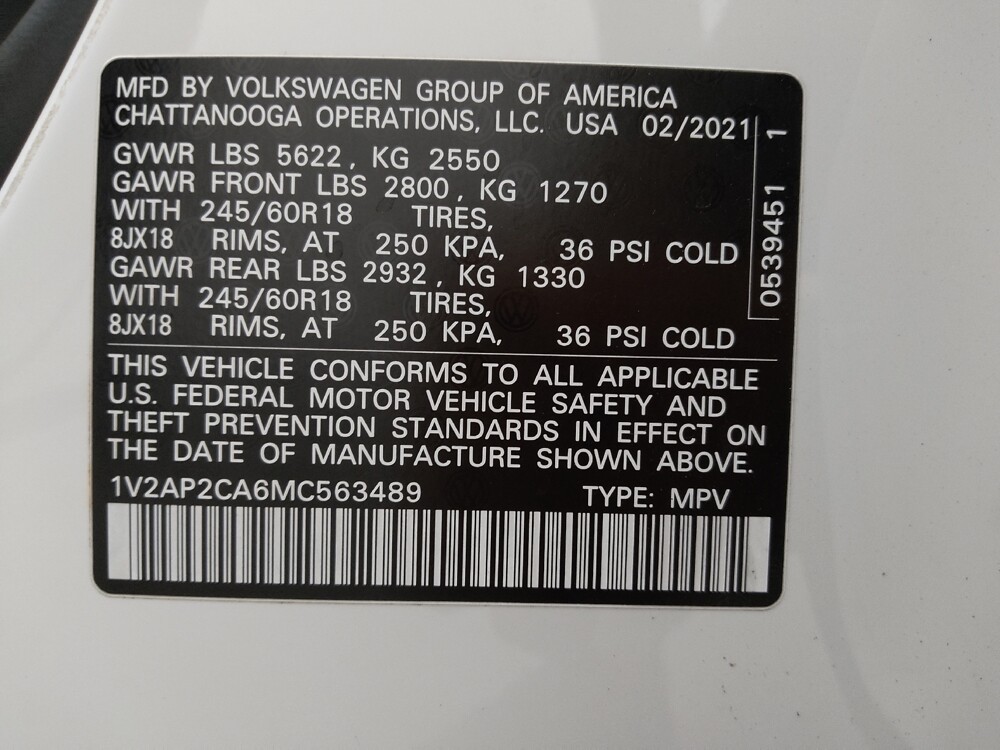 MFD BY VOLKSWAGEN GROUP OF AMERICA
CHATTANOOGA OPERATIONS, LLC. USA 02/2021
GVWR LBS 5622, KG 2550
GAWR FRONT LBS 2800, KG 1270
WITH 245/60R18 TIRES,
8JX18 RIMS, AT 250 KPA, 36 PSI COLD
GAWR REAR LBS 2932, KG 1330
WITH 245/60R18 TIRES,
8JX18 RIMS, AT 250 KPA, 36 PSI COLD
0539451 1
THIS VEHICLE CONFORMS TO ALL APPLICABLE
U.S. FEDERAL MOTOR VEHICLE SAFETY AND
THEFT PREVENTION STANDARDS IN EFFECT ON
THE DATE OF MANUFACTURE SHOWN ABOVE.
1V2AP2CA6MC563489 TYPE: MPV